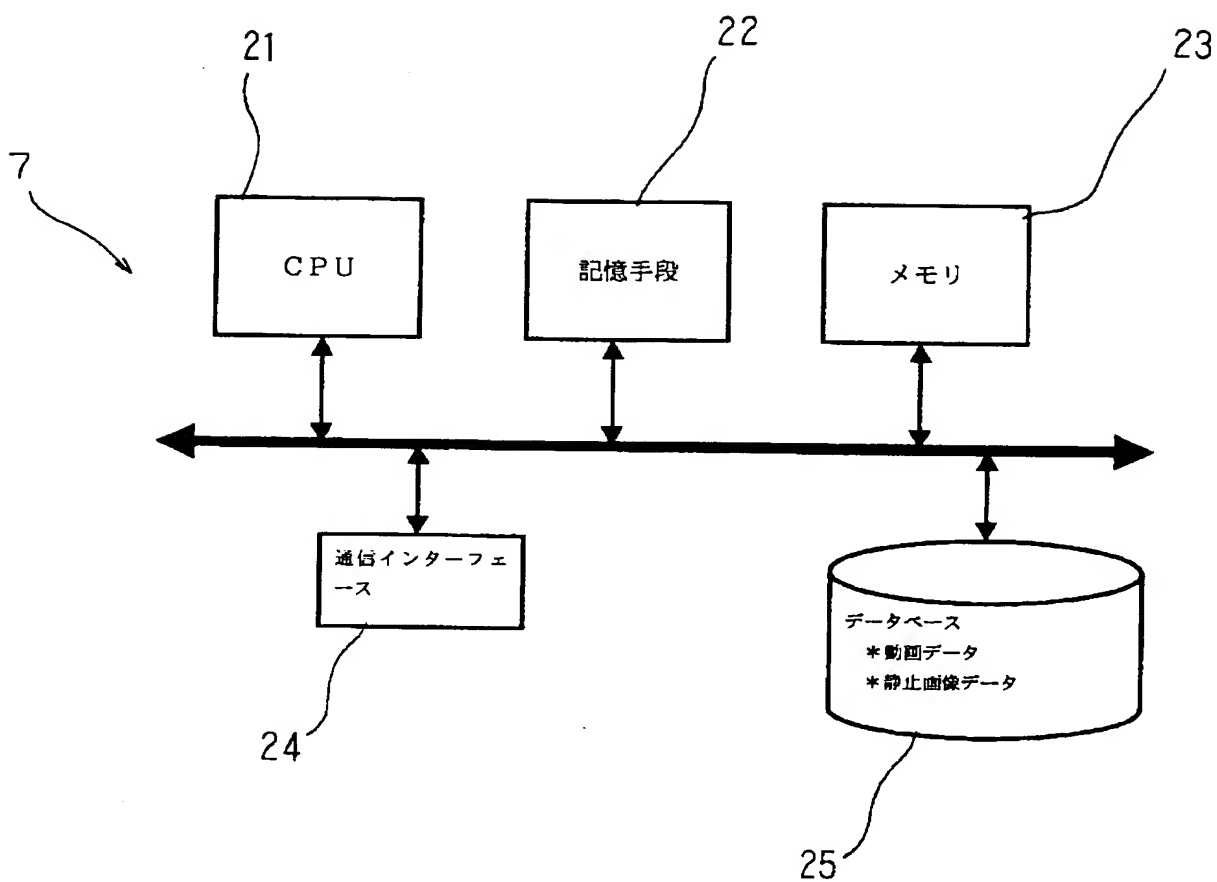 21
22
23
7
CPU
記憶手段
メモリ
通信インターフェ
ース
24
データベース
*動画データ
*静止画像データ
25